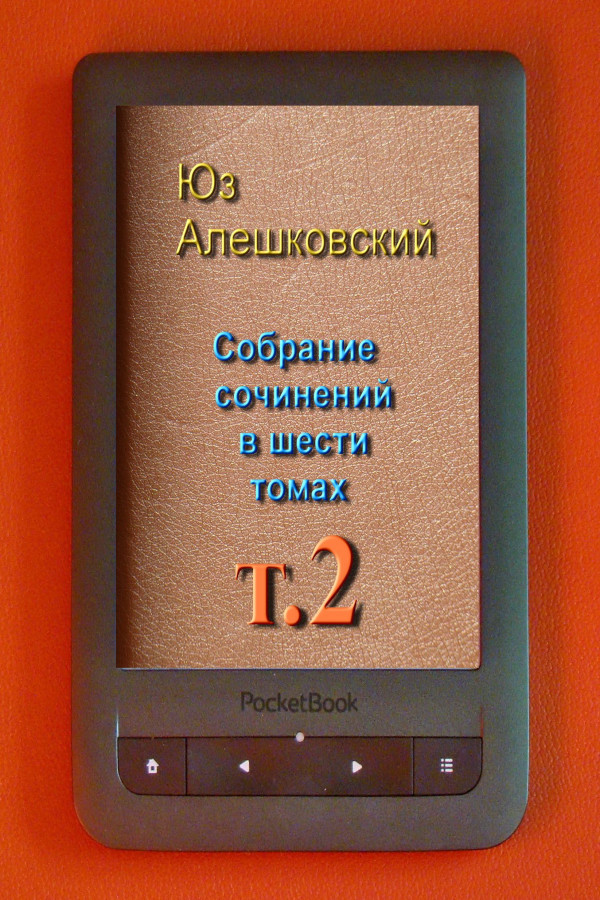 Юз
Алешковский
Собрание
сочинений
в шести
томах
т.2
PocketBook